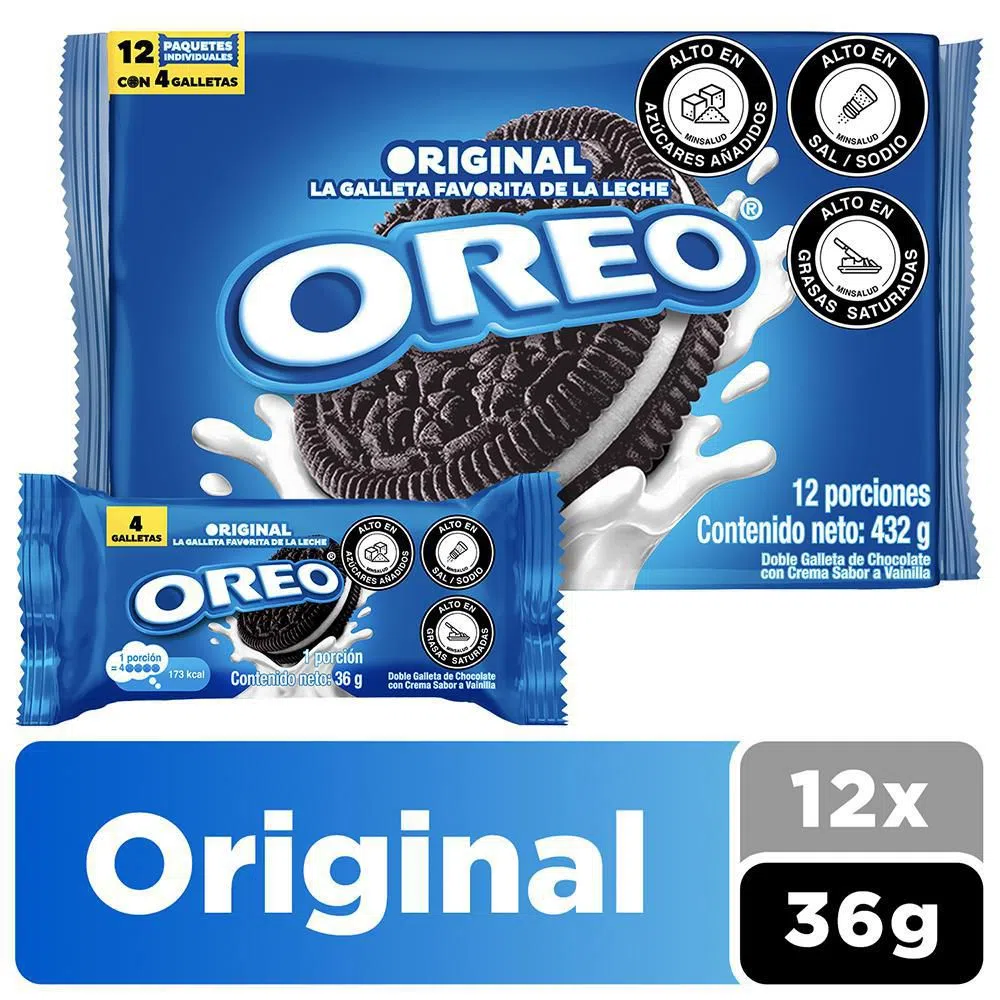 12 PAQUETES
INDIVIDUALES
CON 4 GALLETAS
ALTO EN
AZÚCARES AÑADIDOS
MINSALUD
ALTO EN
SAL / SODIO
MINSALUD
ALTO EN
GRASAS SATURADAS
MINSALUD
ORIGINAL
LA GALLETA FAVORITA DE LA LECHE
OREO®
12 porciones
Contenido neto: 432 g
Doble Galleta de Chocolate
con Crema Sabor a Vainilla
4
GALLETAS
ORIGINAL
LA GALLETA FAVORITA DE LA LECHE
OREO®
ALTO EN
AZÚCARES AÑADIDOS
MINSALUD
ALTO EN
SAL / SODIO
MINSALUD
ALTO EN
GRASAS SATURADAS
MINSALUD
1 porción
= 4
173 kcal
1 porción
Contenido neto: 36 g
Doble Galleta de Chocolate
con Crema Sabor a Vainilla
Original
12x
36g